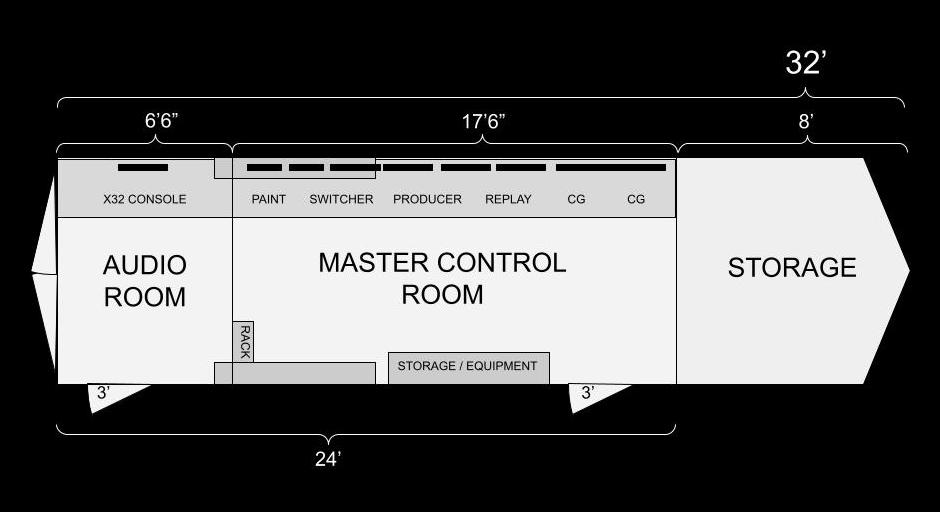 32’
6’6”
17’6”
8’
X32 CONSOLE
PAINT
SWITCHER
PRODUCER
REPLAY
CG
CG
AUDIO
ROOM
MASTER CONTROL
ROOM
STORAGE
RACK
STORAGE / EQUIPMENT
3’
3’
24’